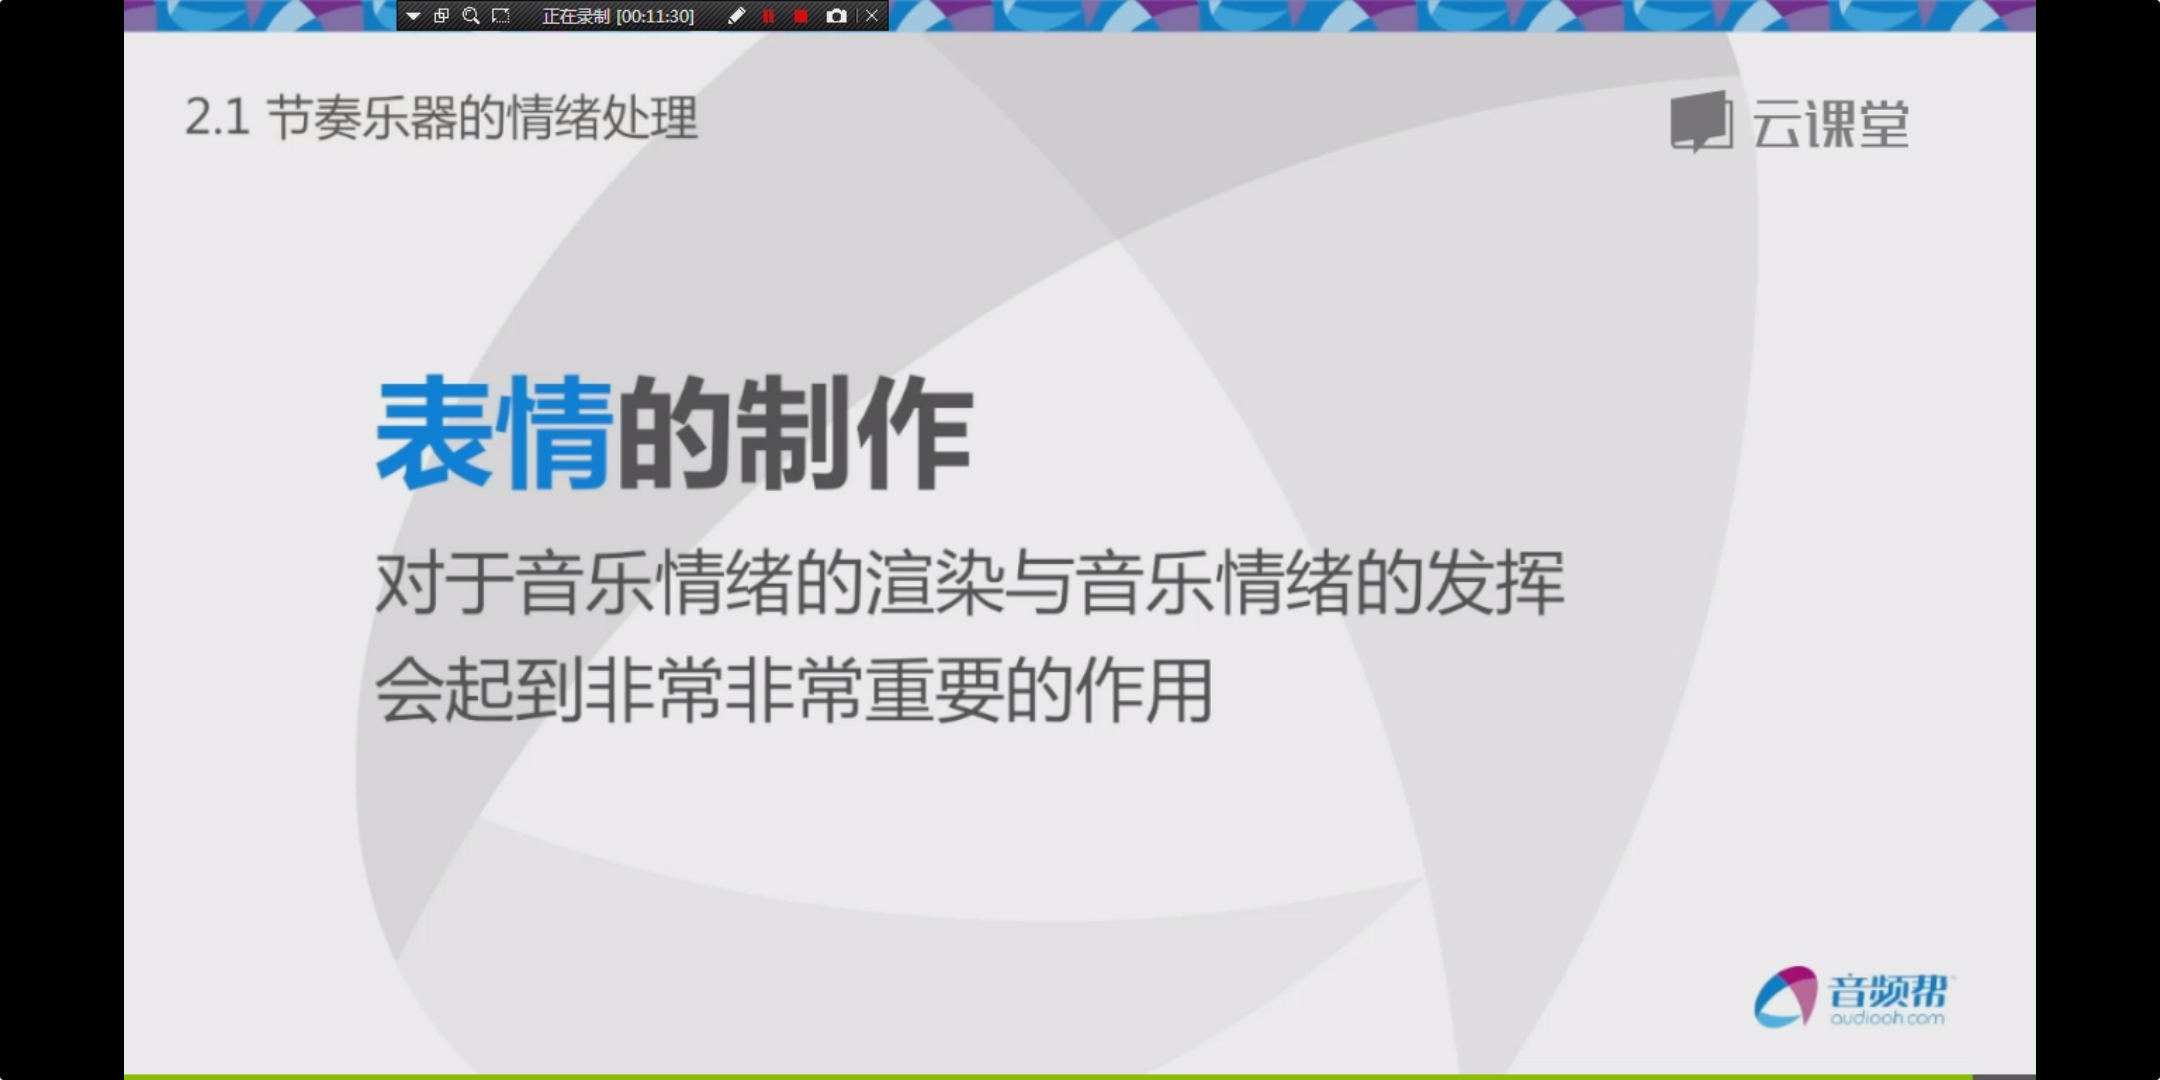 正在录制 [00:11:30]
2.1 节奏乐器的情绪处理
云课堂
表情的制作
对于音乐情绪的渲染与音乐情绪的发挥
会起到非常非常重要的作用
音频帮
audiooh.com